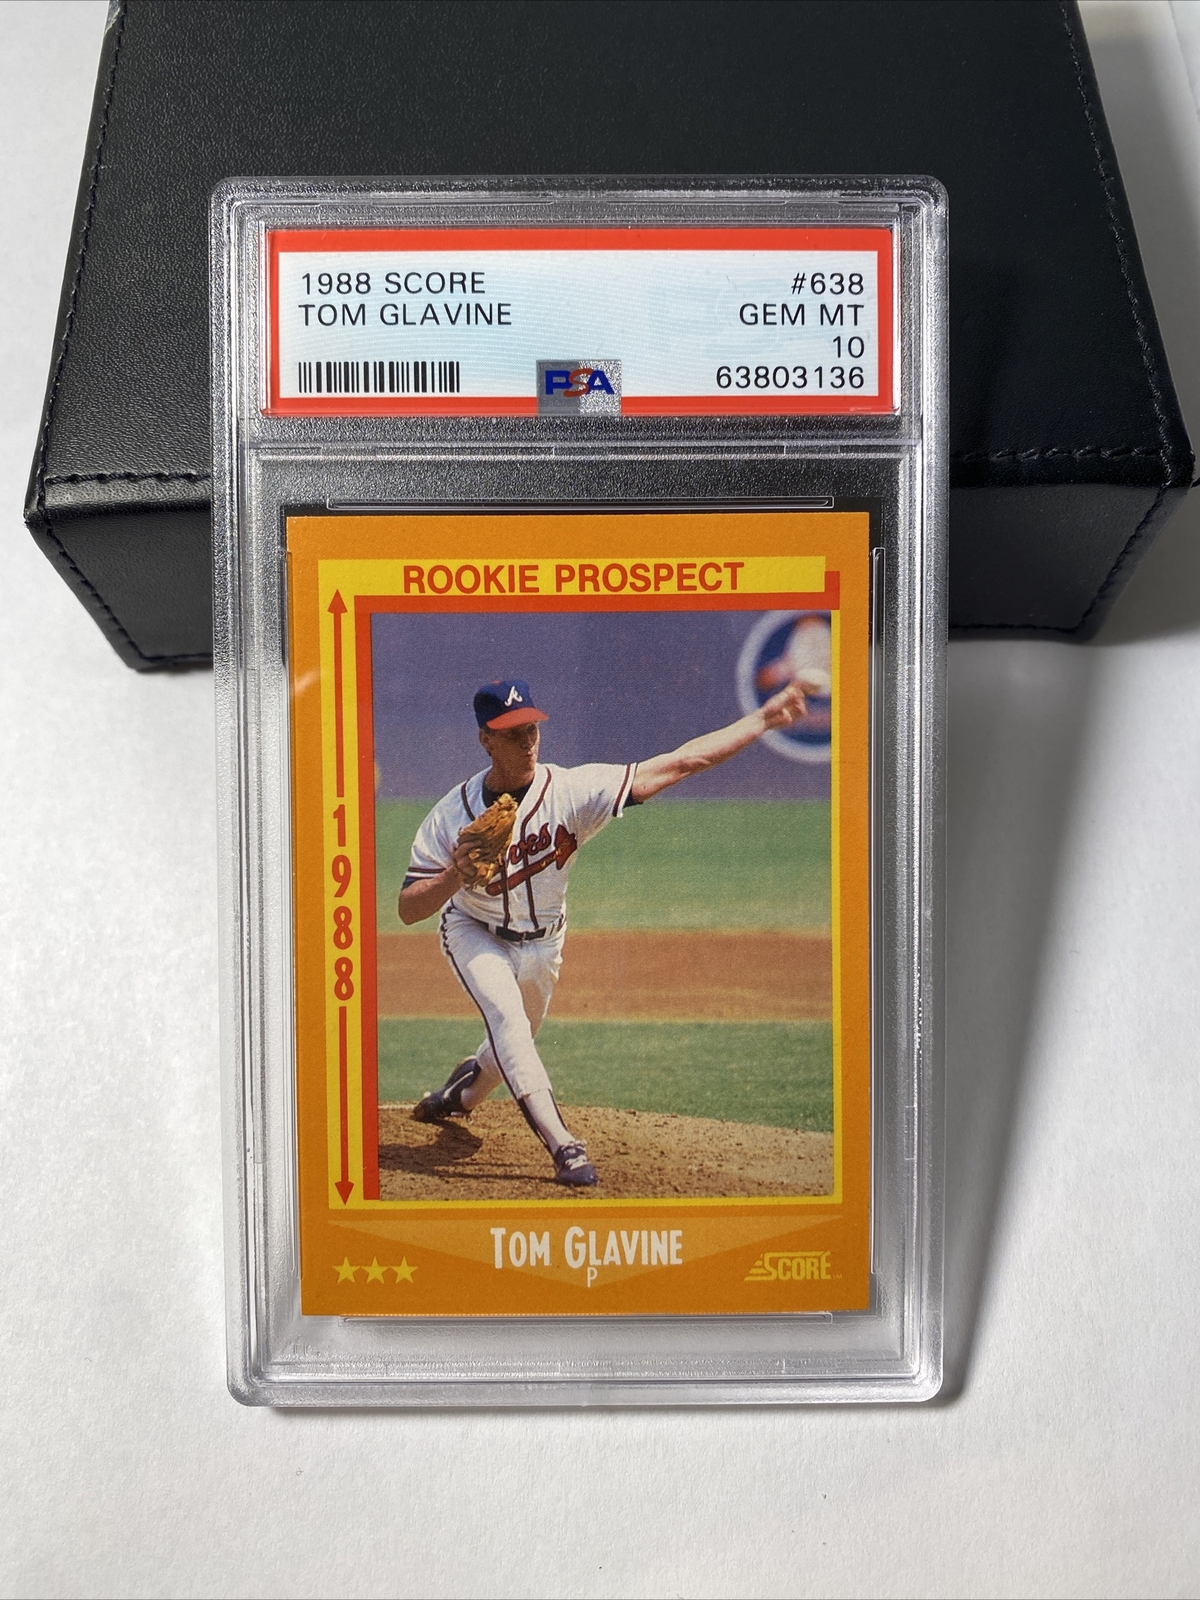 1988 SCORE #638
TOM GLAVINE GEM MT
10
PSA 63803136
ROOKIE PROSPECT
1988
A
TOM GLAVINE
P
SCORE